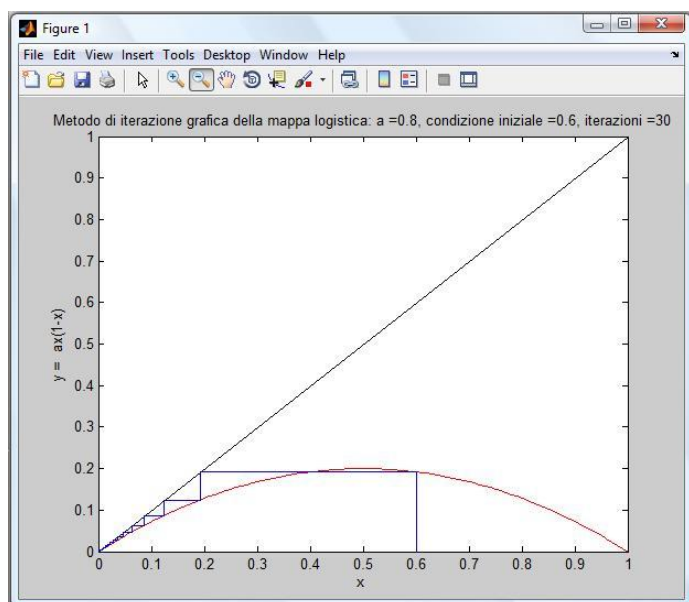 Figure 1
File Edit View Insert Tools Desktop Window Help
Metodo di iterazione grafica della mappa logistica: a =0.8, condizione iniziale =0.6, iterazioni =30
1
0.9
0.8
0.7
0.6
0.5
0.4
0.3
0.2
0.1
0
y = ax(1-x)
0 0.1 0.2 0.3 0.4 0.5 0.6 0.7 0.8 0.9 1
x